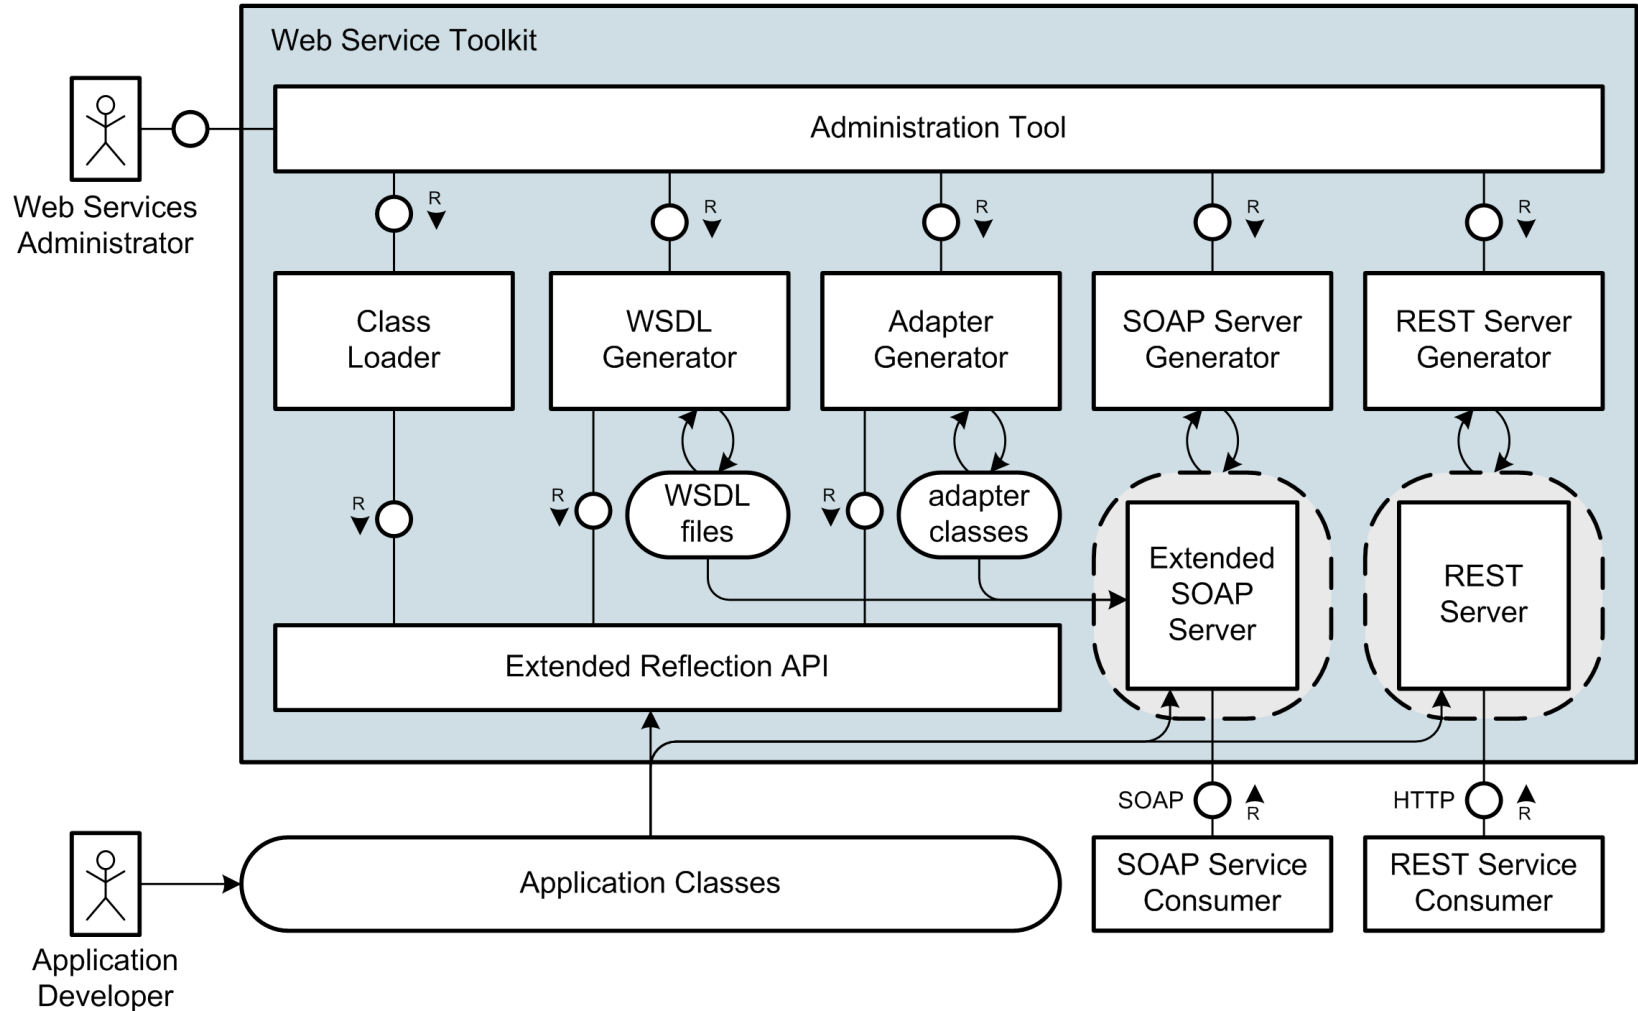 Web Service Toolkit
Administration Tool
Web Services
Administrator
R
R
R
R
R
Class
Loader
WSDL
Generator
Adapter
Generator
SOAP Server
Generator
REST Server
Generator
R
R
WSDL
files
R
adapter
classes
Extended
SOAP
Server
REST
Server
Extended Reflection API
SOAP
R
HTTP
R
Application Classes
SOAP Service
Consumer
REST Service
Consumer
Application
Developer